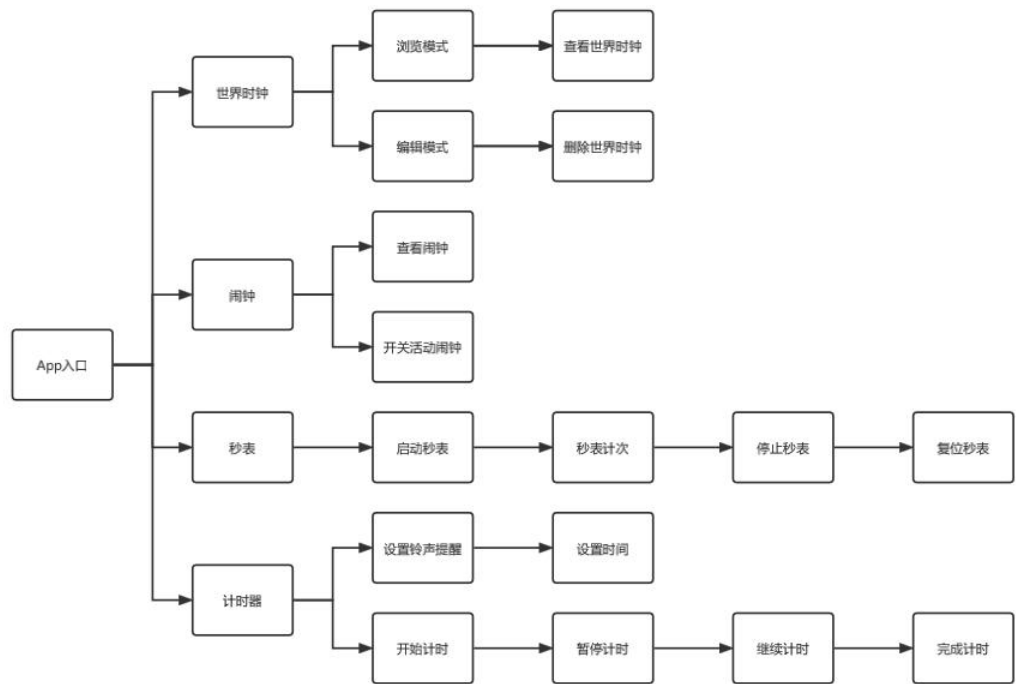 浏览模式
查看世界时钟
世界时钟
编辑模式
删除世界时钟
查看闹钟
闹钟
开关活动闹钟
App入口
秒表
启动秒表
秒表计次
停止秒表
复位秒表
设置铃声提醒
设置时间
计时器
开始计时
暂停计时
继续计时
完成计时